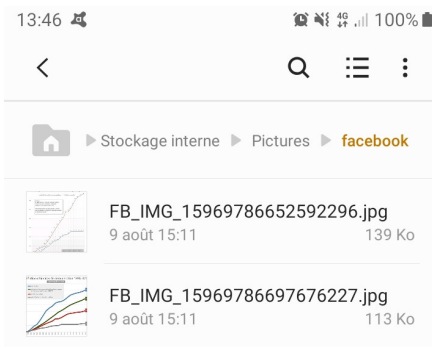 13:46 4G 100%
Stockage interne Pictures facebook
FB_IMG_15969786652592296.jpg
9 août 15:11 139 Ko
FB_IMG_15969786697676227.jpg
9 août 15:11 113 Ko